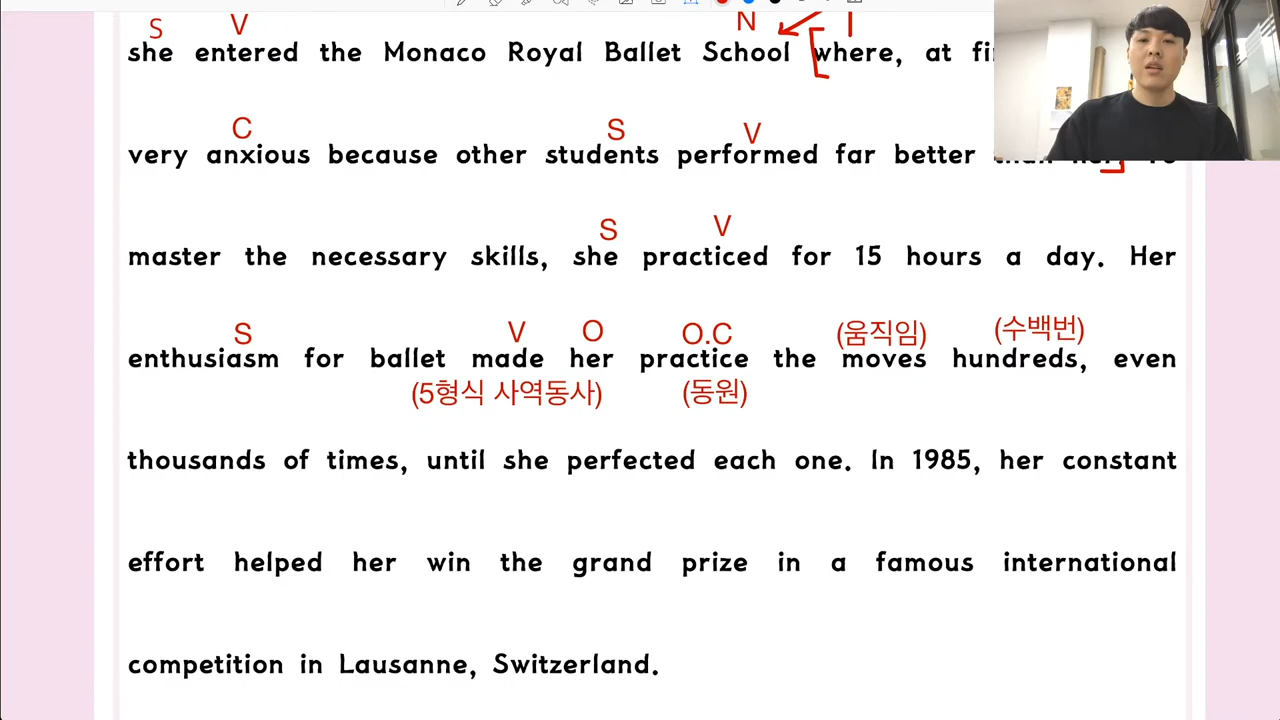 S V N
she entered the Monaco Royal Ballet School [where, at
C S V
very anxious because other students performed far better than her] To
S V
master the necessary skills, she practiced for 15 hours a day. Her
S V O O.C (움직임) (수백번)
enthusiasm for ballet made her practice the moves hundreds, even
(5형식 사역동사) (동원)
thousands of times, until she perfected each one. In 1985, her constant
effort helped her win the grand prize in a famous international
competition in Lausanne, Switzerland.